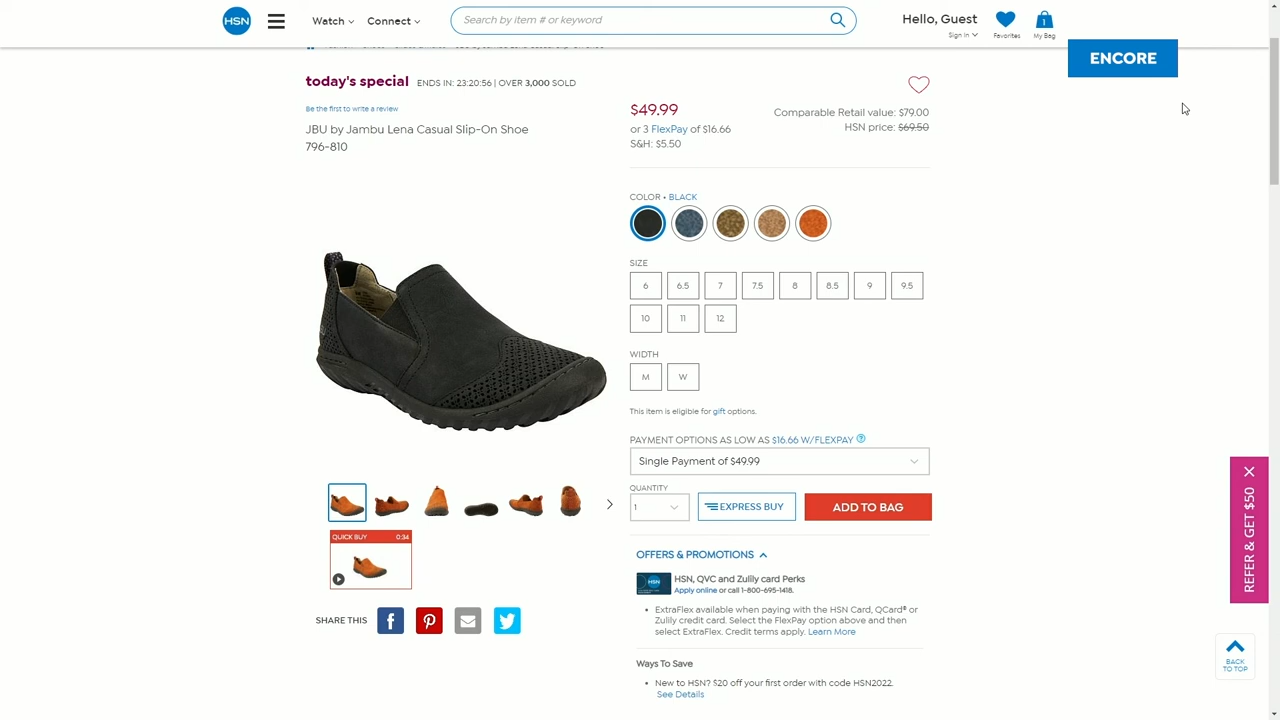 HSN
Watch
Connect
Search by item # or keyword
Hello, Guest
Sign In
Favorites
1
My Bag
ENCORE
today's special ENDS IN: 23:20:56 | OVER 3,000 SOLD
Be the first to write a review
JBU by Jambu Lena Casual Slip-On Shoe
796-810
$49.99
or 3 FlexPay of $16.66
S&H: $5.50
Comparable Retail value: $79.00
HSN price: $69.50
COLOR • BLACK
SIZE
6 6.5 7 7.5 8 8.5 9 9.5
10 11 12
WIDTH
M W
This item is eligible for gift options.
PAYMENT OPTIONS AS LOW AS $16.66 W/FLEXPAY ?
Single Payment of $49.99
QUANTITY
1
EXPRESS BUY
ADD TO BAG
QUICK BUY 0:34
SHARE THIS
OFFERS & PROMOTIONS
HSN
HSN, QVC and Zulily card Perks
Apply online or call 1-800-695-1418.
• ExtraFlex available when paying with the HSN Card, QCard® or
Zulily credit card. Select the FlexPay option above and then
select ExtraFlex. Credit terms apply. Learn More
Ways To Save
• New to HSN? $20 off your first order with code HSN2022.
See Details
REFER & GET $50 X
BACK
TO TOP